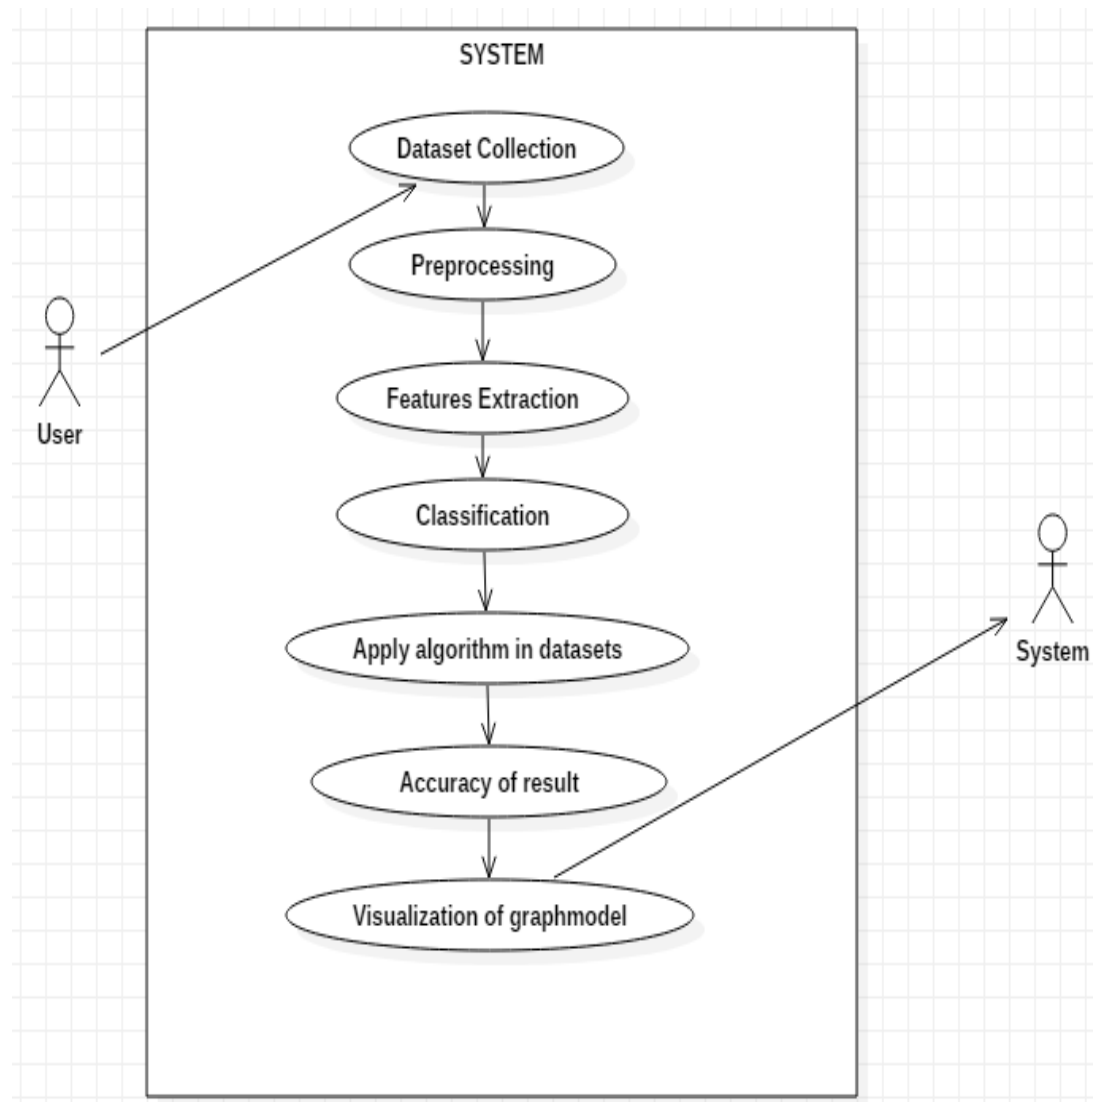 SYSTEM
Dataset Collection
Preprocessing
User
Features Extraction
Classification
Apply algorithm in datasets
System
Accuracy of result
Visualization of graphmodel